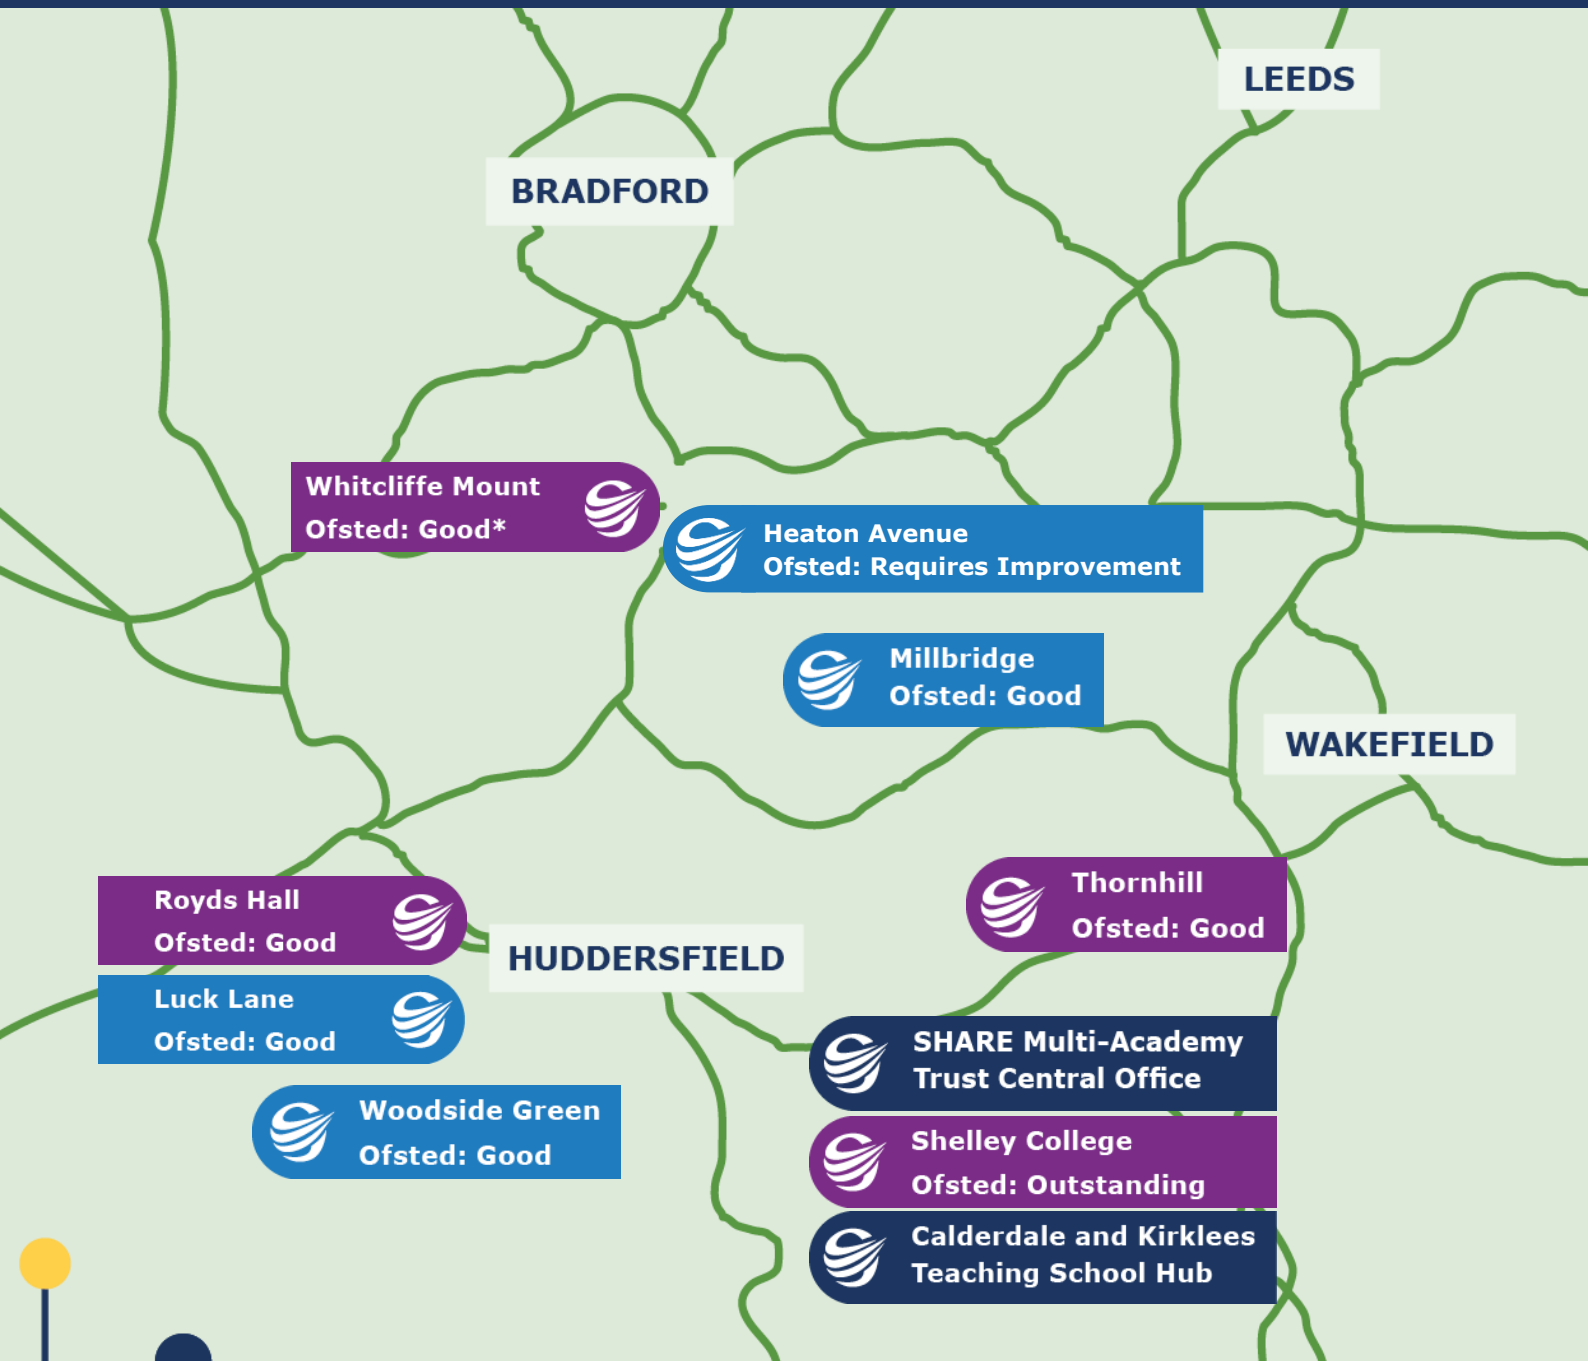 LEEDS
BRADFORD
Whitcliffe Mount
Ofsted: Good*
Heaton Avenue
Ofsted: Requires Improvement
Millbridge
Ofsted: Good
WAKEFIELD
Royds Hall
Ofsted: Good
Thornhill
Ofsted: Good
HUDDERSFIELD
Luck Lane
Ofsted: Good
SHARE Multi-Academy
Trust Central Office
Woodside Green
Ofsted: Good
Shelley College
Ofsted: Outstanding
Calderdale and Kirklees
Teaching School Hub